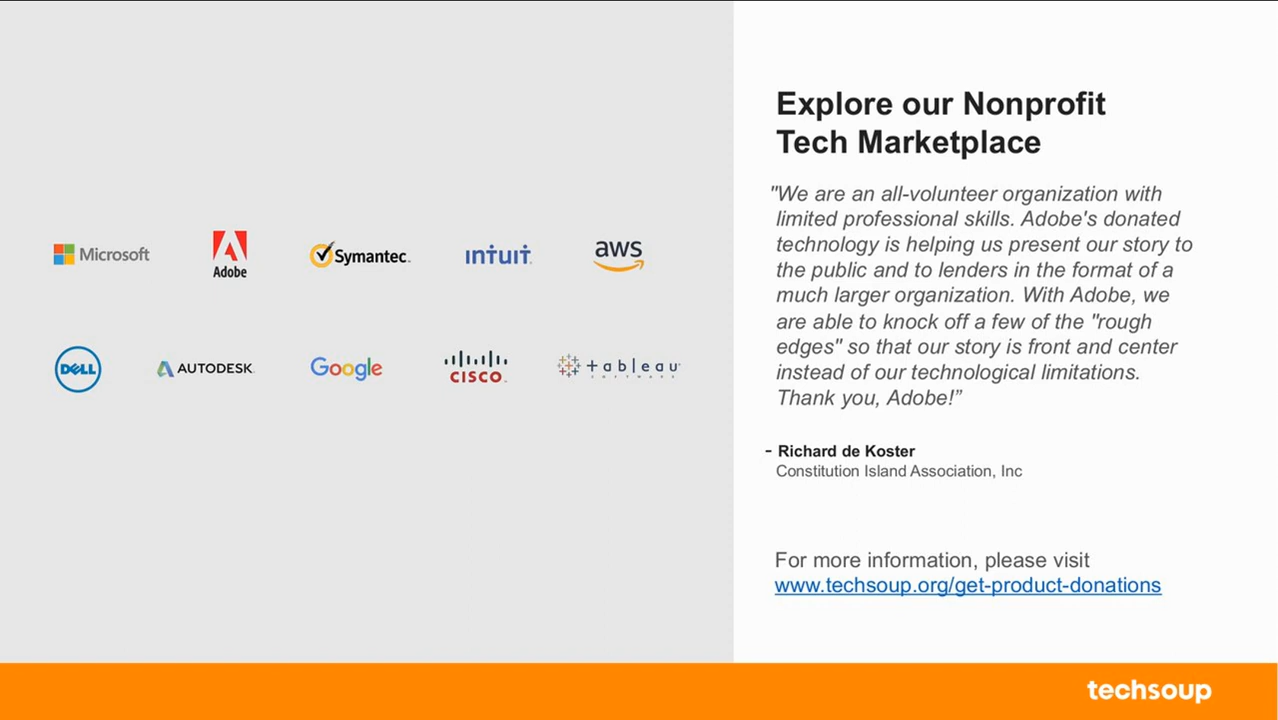 Microsoft
Adobe
Symantec
intuit
aws
DELL
AUTODESK
Google
CISCO
tableau
SOFTWARE
Explore our Nonprofit
Tech Marketplace
"We are an all-volunteer organization with
limited professional skills. Adobe's donated
technology is helping us present our story to
the public and to lenders in the format of a
much larger organization. With Adobe, we
are able to knock off a few of the "rough
edges" so that our story is front and center
instead of our technological limitations.
Thank you, Adobe!”
- Richard de Koster
Constitution Island Association, Inc
For more information, please visit
www.techsoup.org/get-product-donations
techsoup